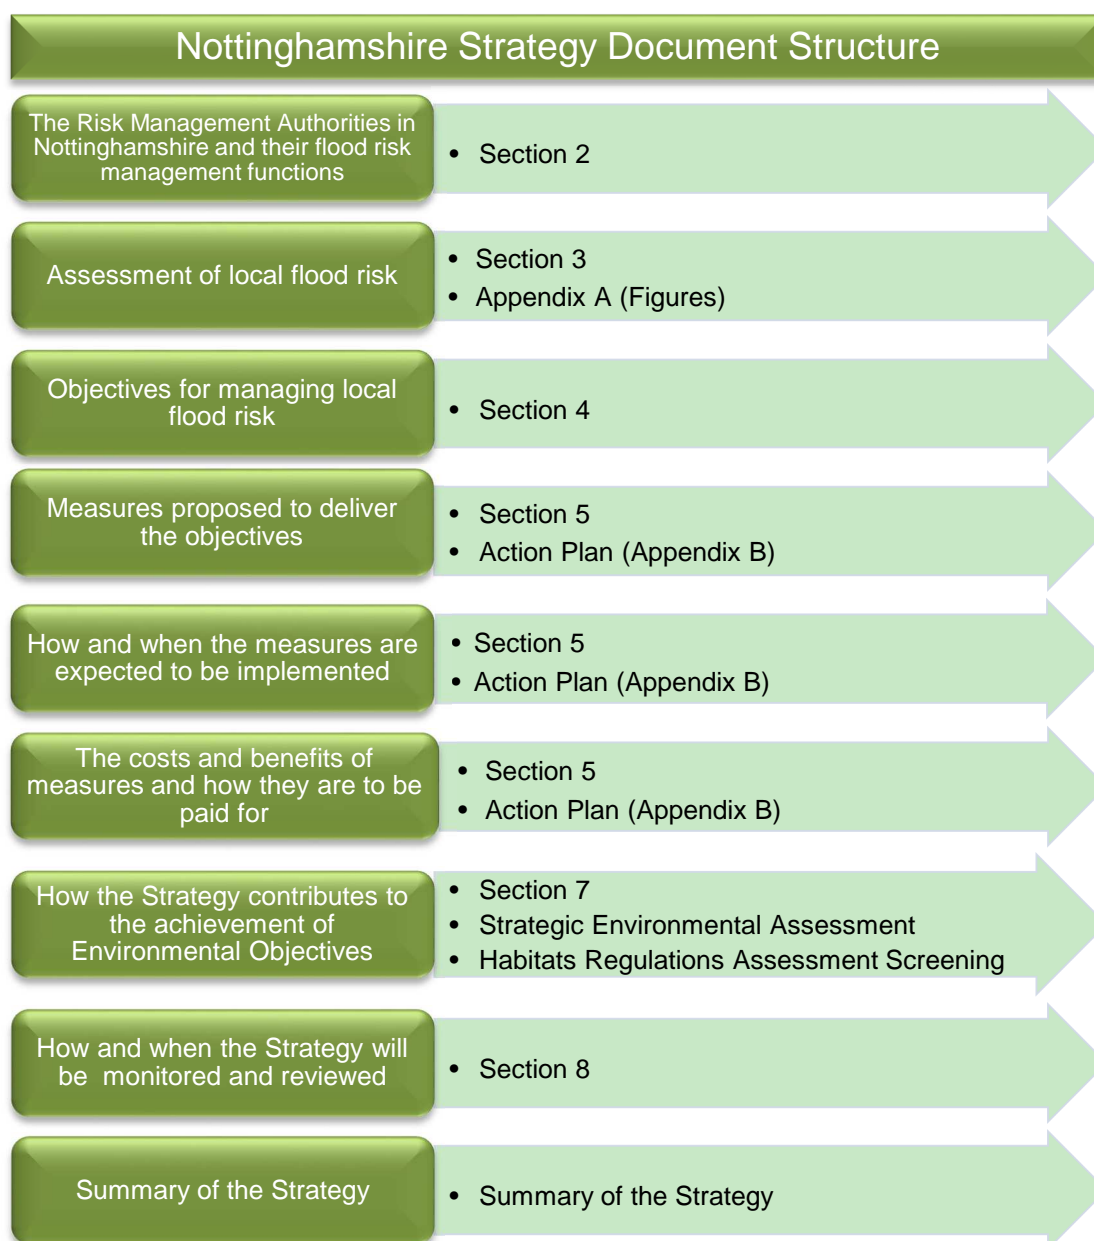 Nottinghamshire Strategy Document Structure
The Risk Management Authorities in
Nottinghamshire and their flood risk
management functions
• Section 2
Assessment of local flood risk
• Section 3
• Appendix A (Figures)
Objectives for managing local
flood risk
• Section 4
Measures proposed to deliver
the objectives
• Section 5
• Action Plan (Appendix B)
How and when the measures are
expected to be implemented
• Section 5
• Action Plan (Appendix B)
The costs and benefits of
measures and how they are to be
paid for
• Section 5
• Action Plan (Appendix B)
How the Strategy contributes to
the achievement of
Environmental Objectives
• Section 7
• Strategic Environmental Assessment
• Habitats Regulations Assessment Screening
How and when the Strategy will
be monitored and reviewed
• Section 8
Summary of the Strategy
• Summary of the Strategy